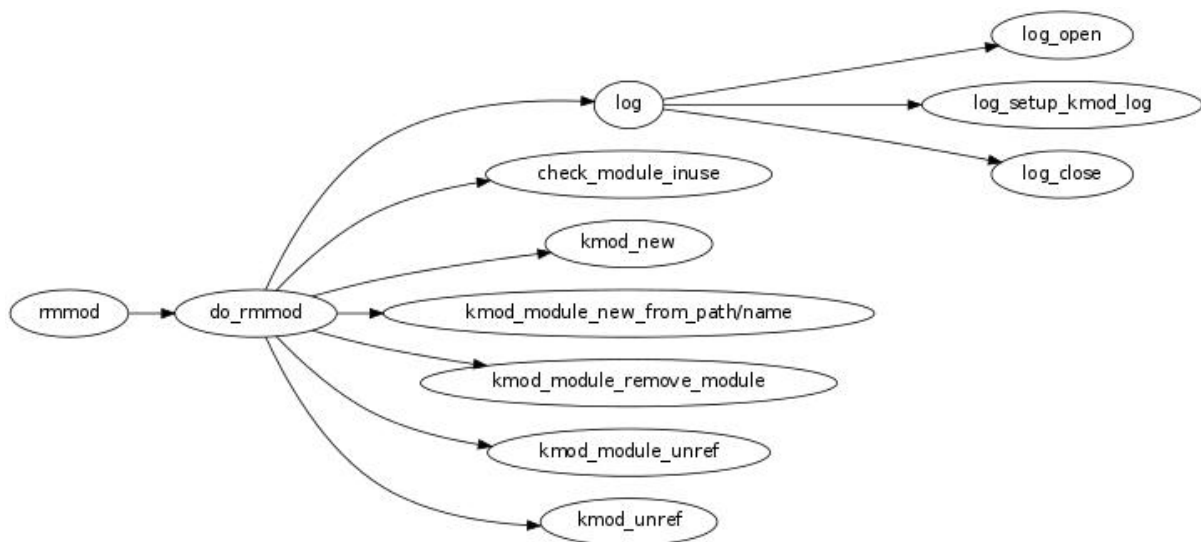 log_open
log
log_setup_kmod_log
check_module_inuse
log_close
kmod_new
rmmod
do_rmmod
kmod_module_new_from_path/name
kmod_module_remove_module
kmod_module_unref
kmod_unref